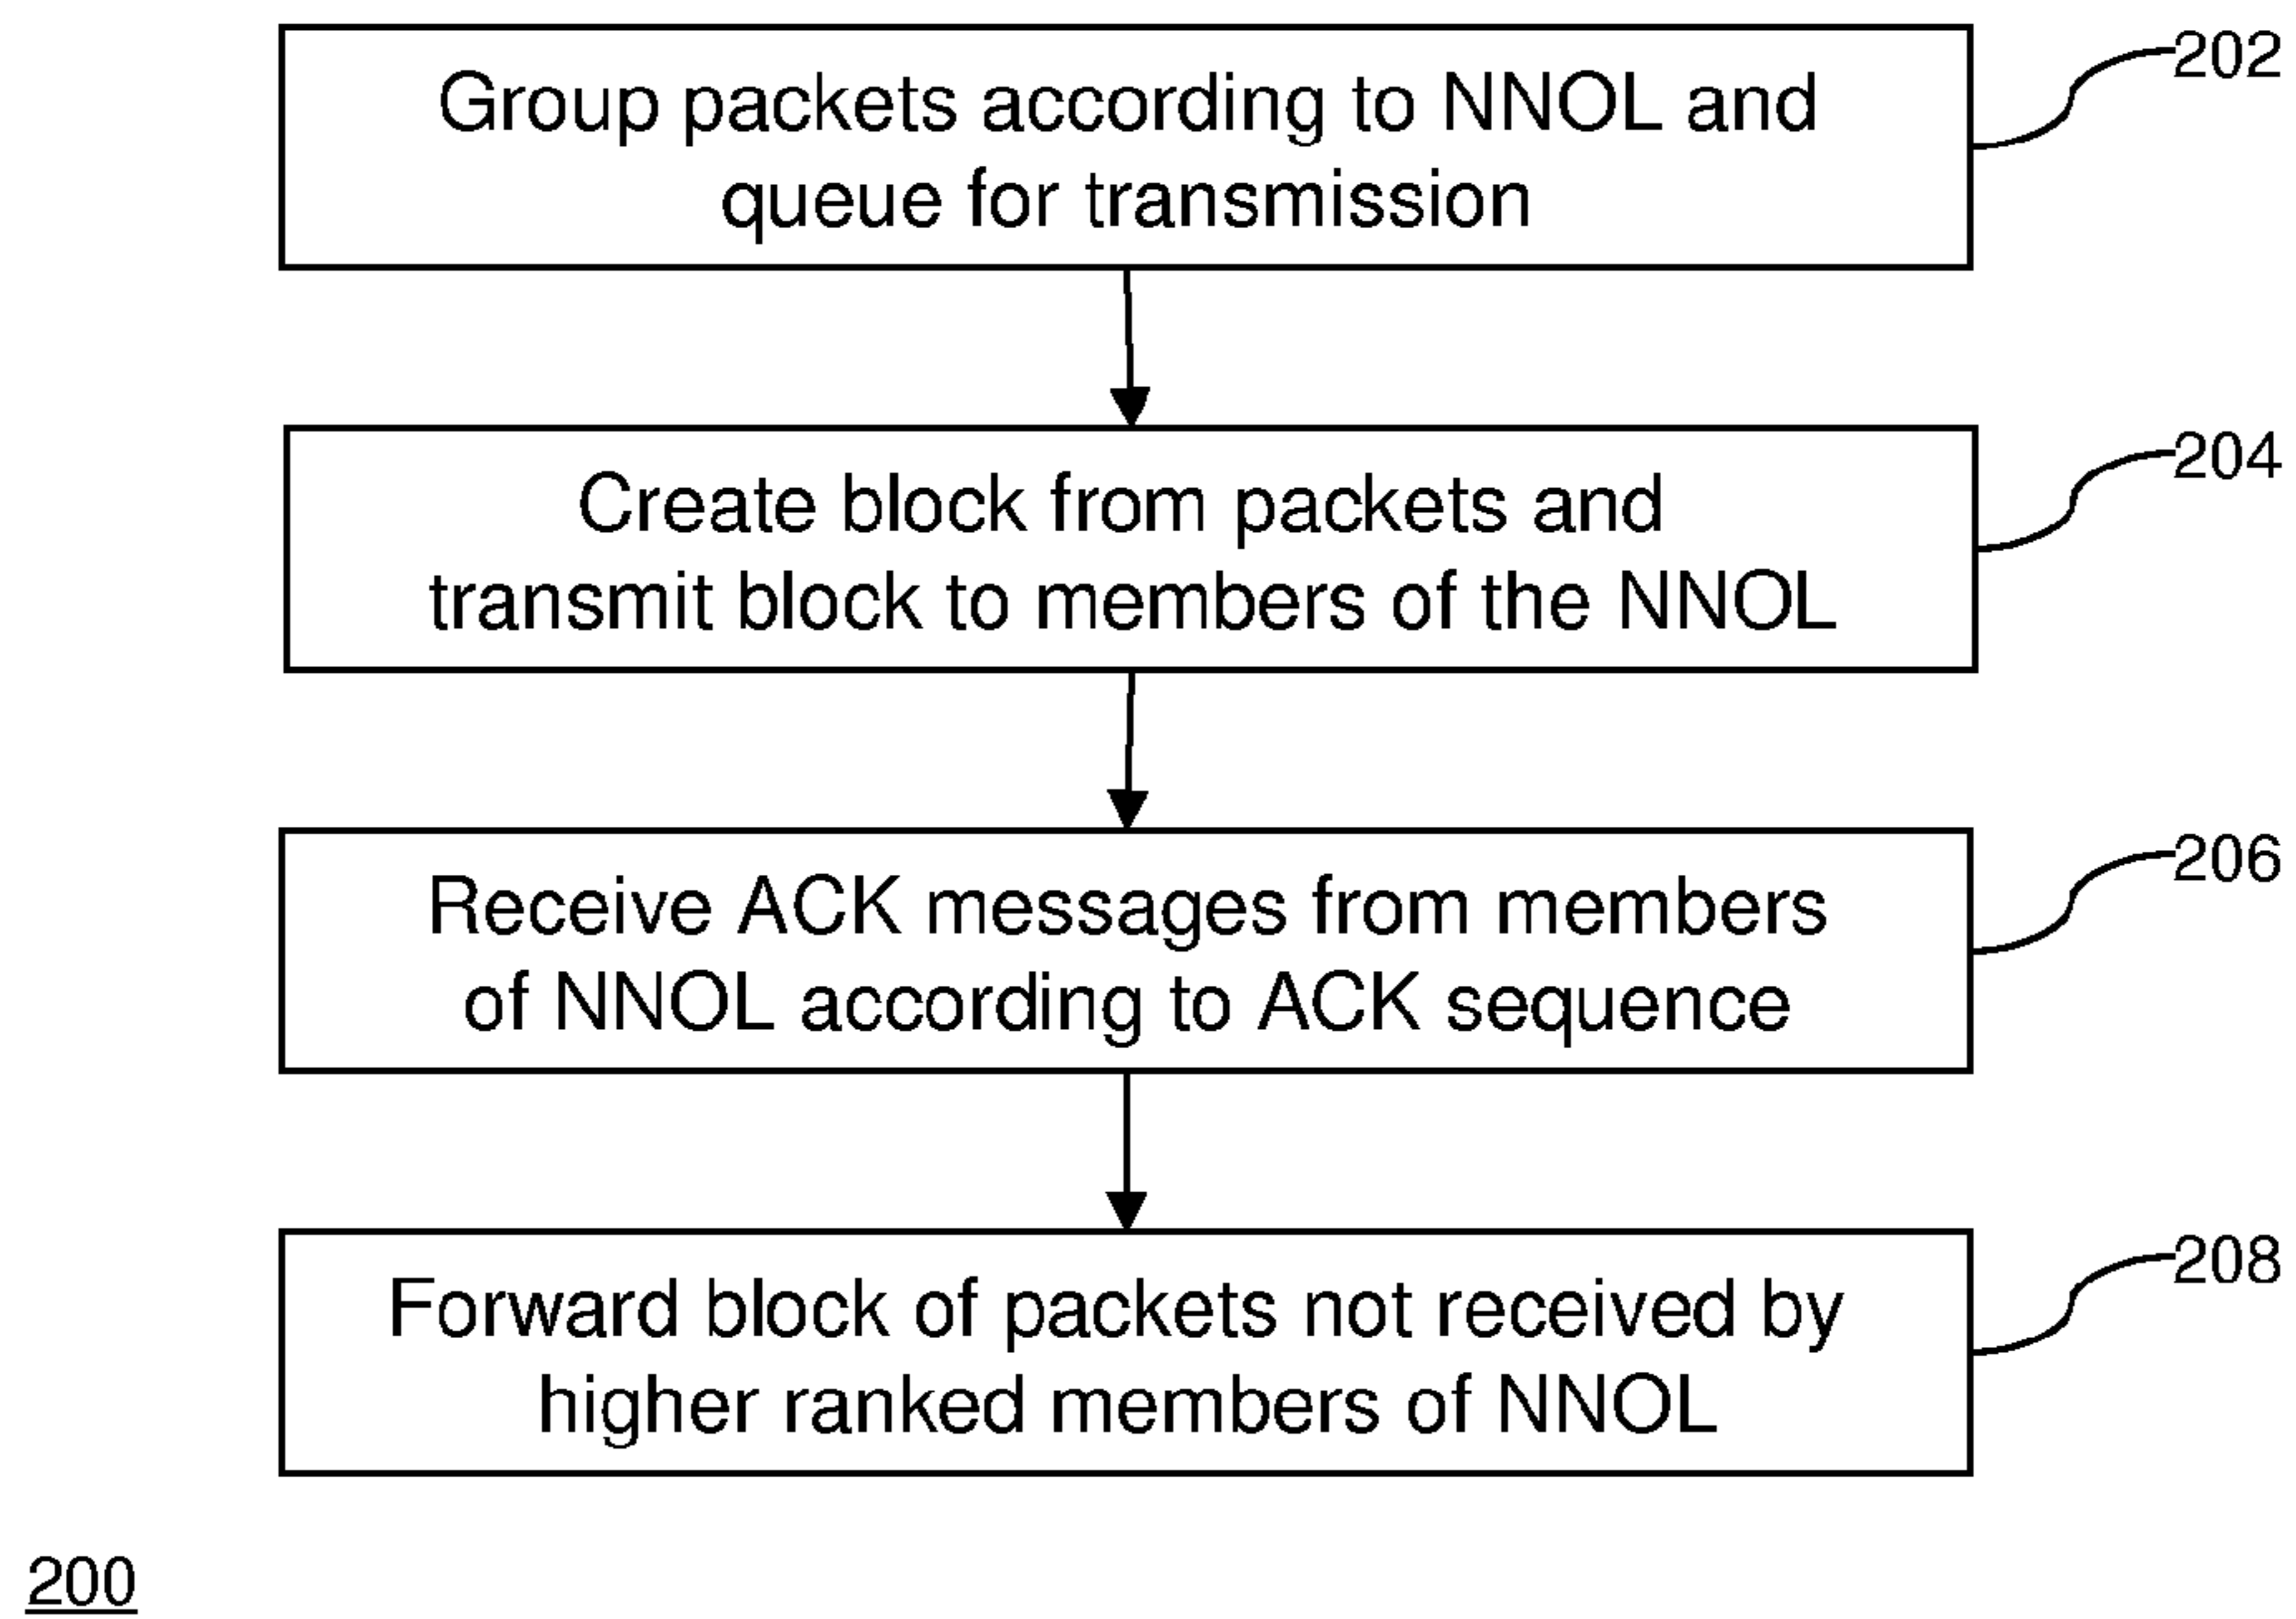 Group packets according to NNOL and
queue for transmission
202
Create block from packets and
transmit block to members of the NNOL
204
Receive ACK messages from members
of NNOL according to ACK sequence
206
Forward block of packets not received by
higher ranked members of NNOL
208
200